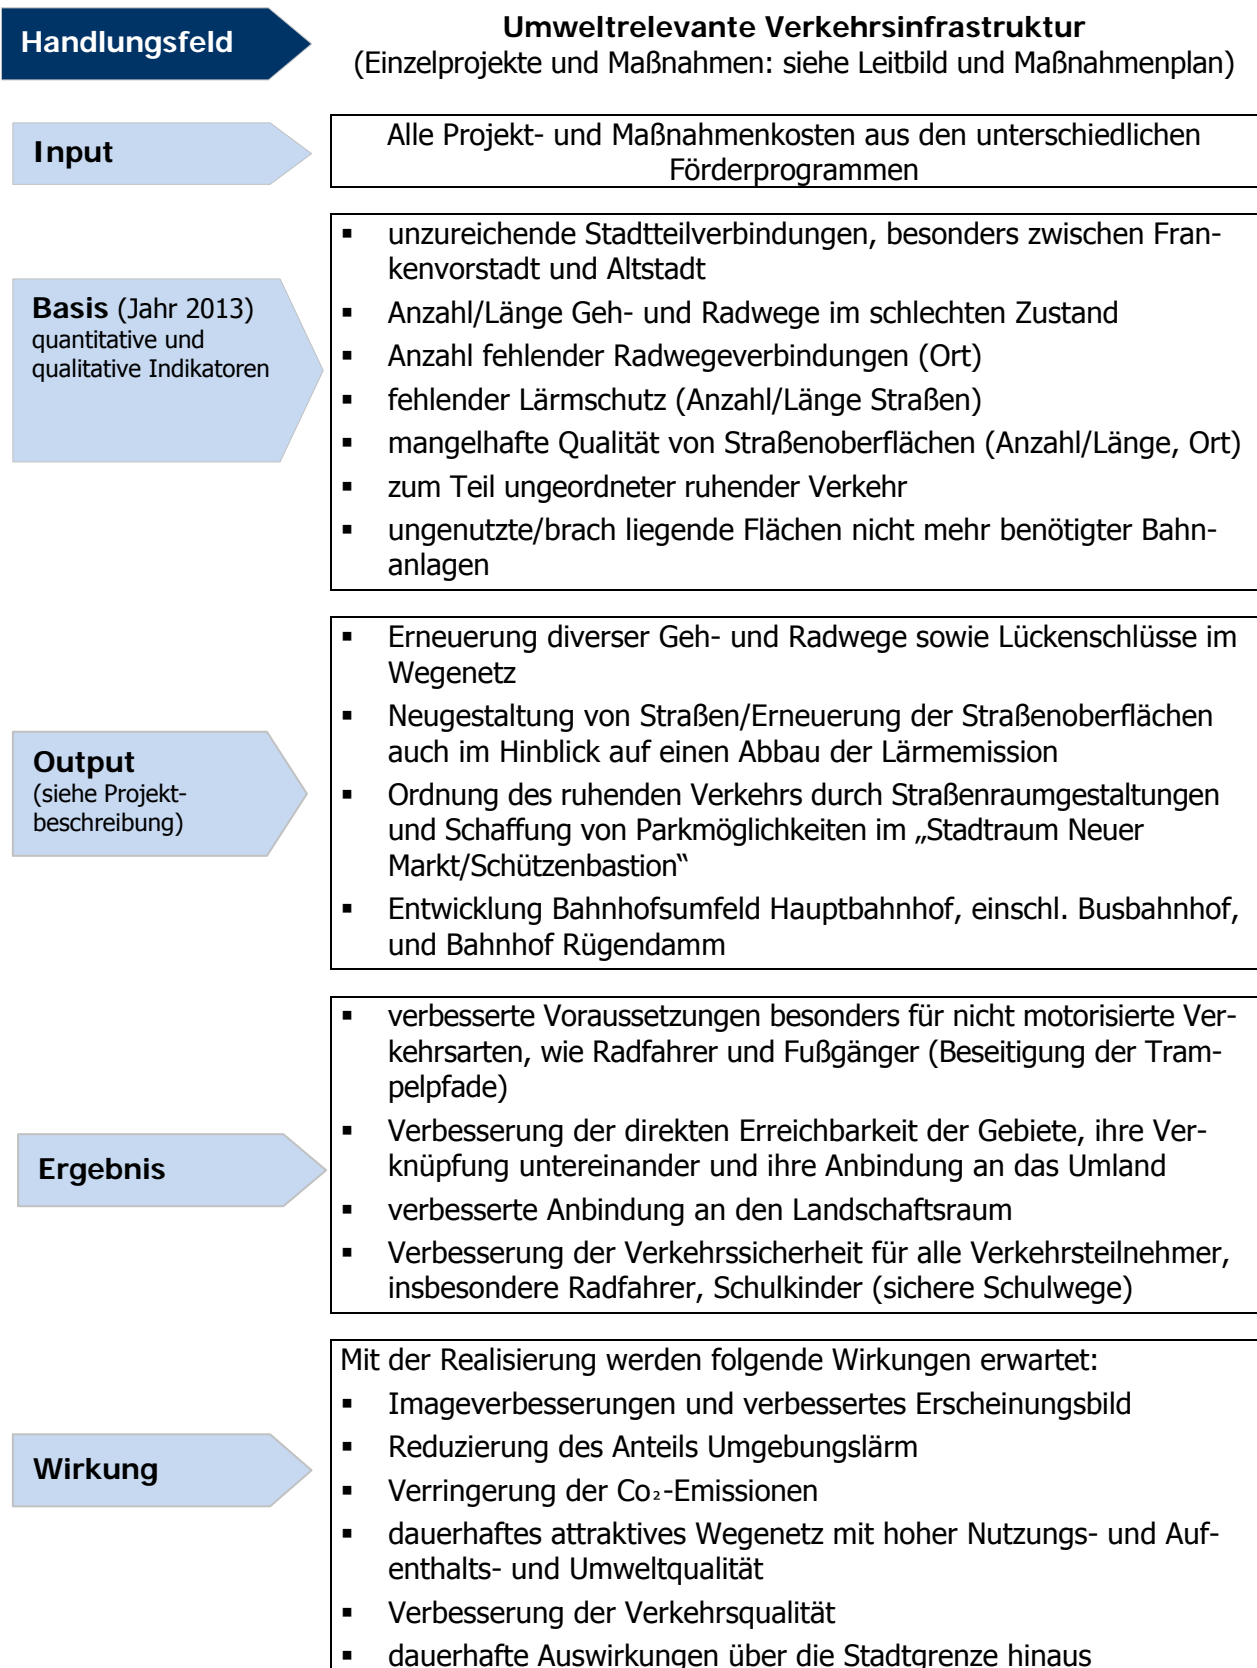 Handlungsfeld
Umweltrelevante Verkehrsinfrastruktur
(Einzelprojekte und Maßnahmen: siehe Leitbild und Maßnahmenplan)
Input
Alle Projekt- und Maßnahmenkosten aus den unterschiedlichen
Förderprogrammen
Basis (Jahr 2013)
quantitative und
qualitative Indikatoren
▪ unzureichende Stadtteilverbindungen, besonders zwischen Fran-
kenvorstadt und Altstadt
▪ Anzahl/Länge Geh- und Radwege im schlechten Zustand
▪ Anzahl fehlender Radwegeverbindungen (Ort)
▪ fehlender Lärmschutz (Anzahl/Länge Straßen)
▪ mangelhafte Qualität von Straßenoberflächen (Anzahl/Länge, Ort)
▪ zum Teil ungeordneter ruhender Verkehr
▪ ungenutzte/brach liegende Flächen nicht mehr benötigter Bahn-
anlagen
Output
(siehe Projekt-
beschreibung)
▪ Erneuerung diverser Geh- und Radwege sowie Lückenschlüsse im
Wegenetz
▪ Neugestaltung von Straßen/Erneuerung der Straßenoberflächen
auch im Hinblick auf einen Abbau der Lärmemission
▪ Ordnung des ruhenden Verkehrs durch Straßenraumgestaltungen
und Schaffung von Parkmöglichkeiten im „Stadtraum Neuer
Markt/Schützenbastion“
▪ Entwicklung Bahnhofsumfeld Hauptbahnhof, einschl. Busbahnhof,
und Bahnhof Rügendamm
Ergebnis
▪ verbesserte Voraussetzungen besonders für nicht motorisierte Ver-
kehrsarten, wie Radfahrer und Fußgänger (Beseitigung der Tram-
pelpfade)
▪ Verbesserung der direkten Erreichbarkeit der Gebiete, ihre Ver-
knüpfung untereinander und ihre Anbindung an das Umland
▪ verbesserte Anbindung an den Landschaftsraum
▪ Verbesserung der Verkehrssicherheit für alle Verkehrsteilnehmer,
insbesondere Radfahrer, Schulkinder (sichere Schulwege)
Wirkung
Mit der Realisierung werden folgende Wirkungen erwartet:
▪ Imageverbesserungen und verbessertes Erscheinungsbild
▪ Reduzierung des Anteils Umgebungslärm
▪ Verringerung der Co₂-Emissionen
▪ dauerhaftes attraktives Wegenetz mit hoher Nutzungs- und Auf-
enthalts- und Umweltqualität
▪ Verbesserung der Verkehrsqualität
▪ dauerhafte Auswirkungen über die Stadtgrenze hinaus